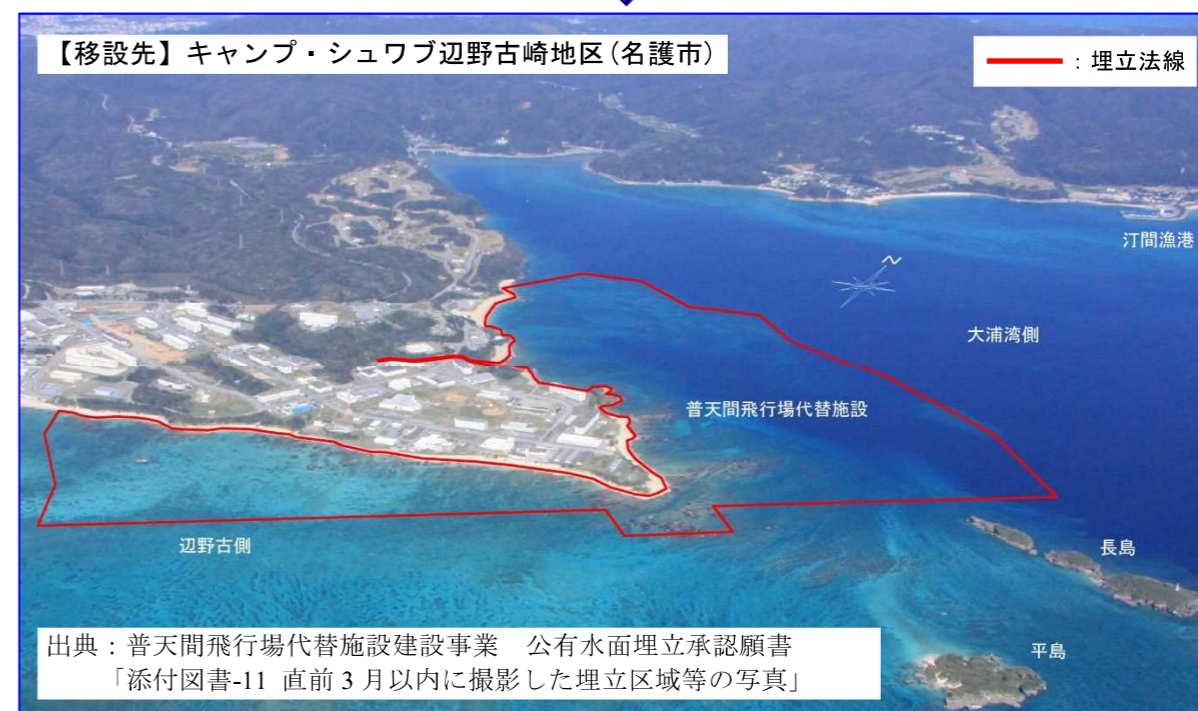 【移設先】キャンプ・シュワブ辺野古崎地区(名護市)
：埋立法線
汀間漁港
N
大浦湾側
普天間飛行場代替施設
辺野古側
長島
平島
出典：普天間飛行場代替施設建設事業　公有水面埋立承認願書
「添付図書-11 直前3月以内に撮影した埋立区域等の写真」